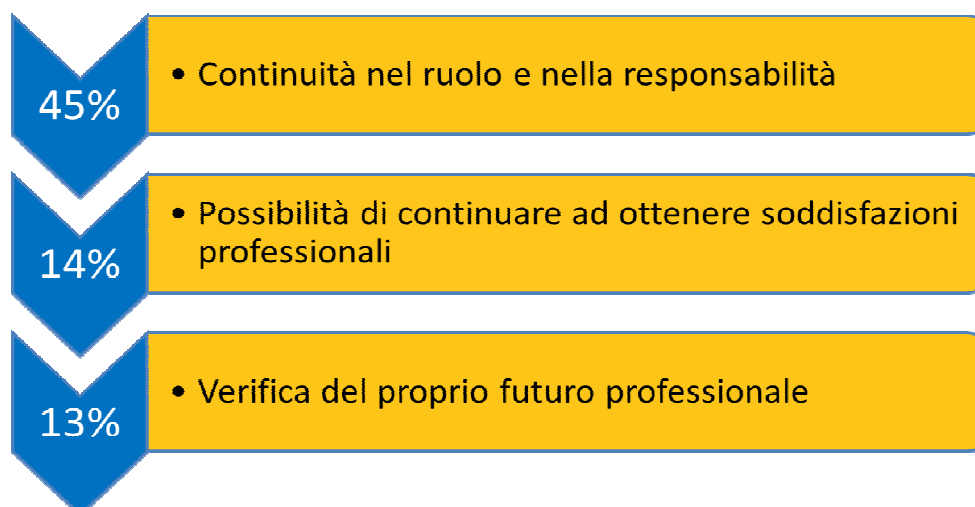 45%
• Continuità nel ruolo e nella responsabilità
14%
• Possibilità di continuare ad ottenere soddisfazioni
professionali
13%
• Verifica del proprio futuro professionale